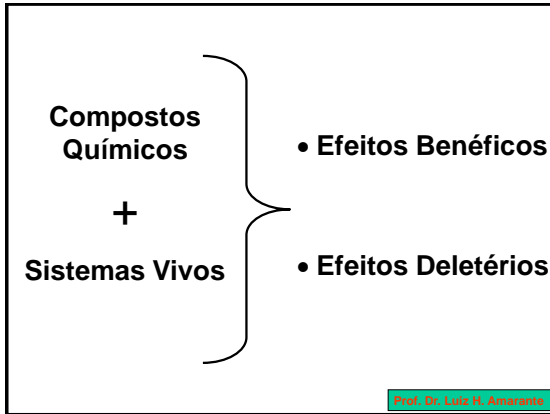 Compostos
Químicos
+
Sistemas Vivos
• Efeitos Benéficos
• Efeitos Deletérios
Prof. Dr. Luiz H. Amarante